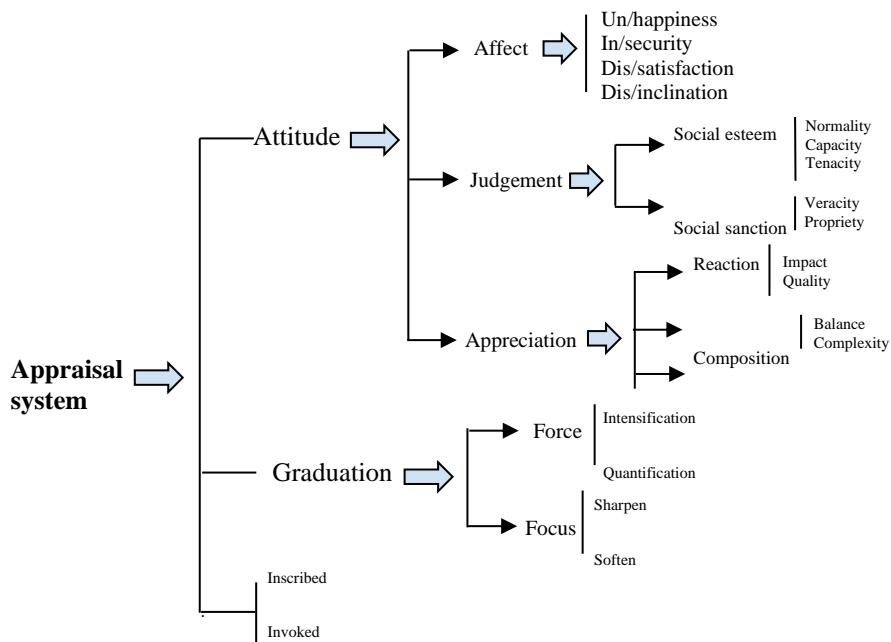 Appraisal
system
Attitude
Affect
Un/happiness
In/security
Dis/satisfaction
Dis/inclination
Judgement
Social esteem
Normality
Capacity
Tenacity
Social sanction
Veracity
Propriety
Appreciation
Reaction
Impact
Quality
Composition
Balance
Complexity
Graduation
Force
Intensification
Quantification
Focus
Sharpen
Soften
Inscribed
Invoked